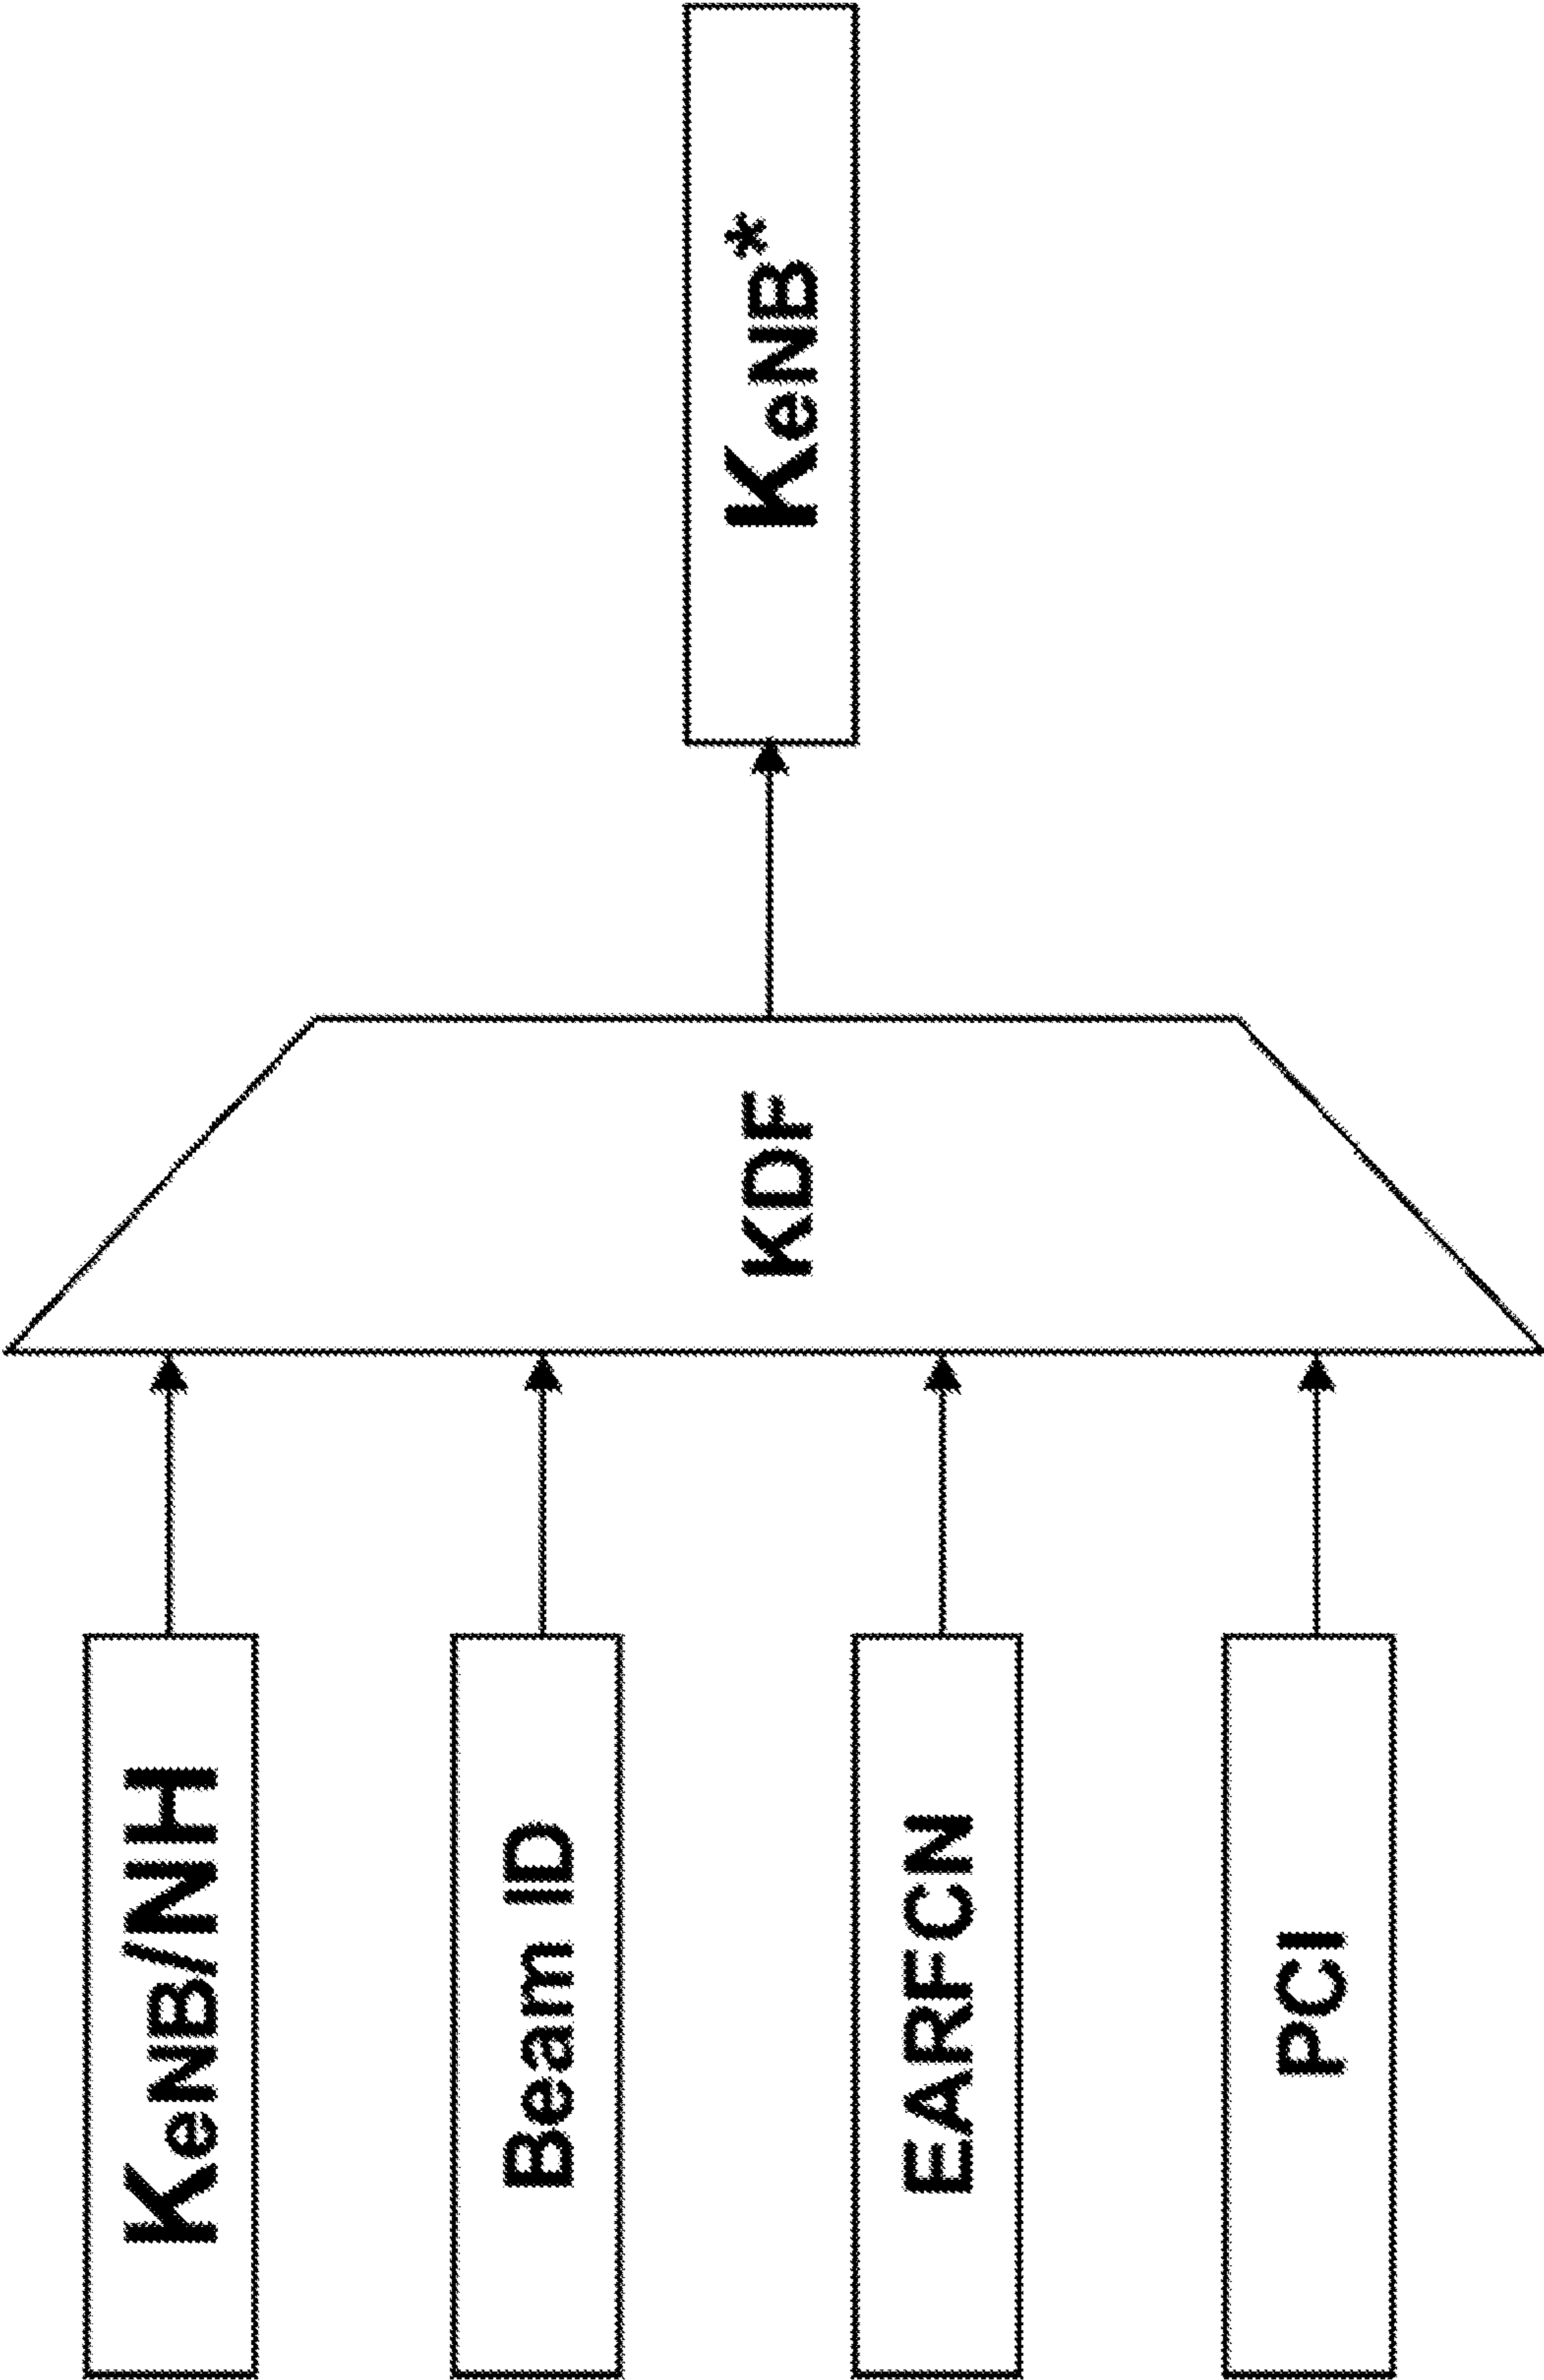 KeNB/NH
Beam ID
EARFCN
PCI
KDF
KeNB*